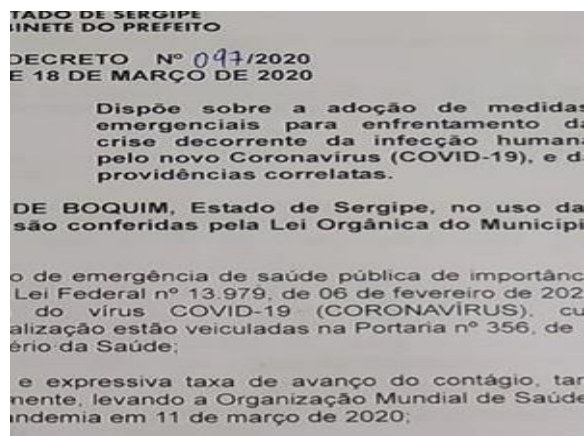 TADO DE SERGIPE
BINETE DO PREFEITO
DECRETO Nº 097/2020
E 18 DE MARÇO DE 2020
Dispõe sobre a adoção de medidas
emergenciais para enfrentamento da
crise decorrente da infecção humana
pelo novo Coronavírus (COVID-19), e d
providências correlatas.
DE BOQUIM, Estado de Sergipe, no uso da
são conferidas pela Lei Orgânica do Municípi
o de emergência de saúde pública de importânc
Lei Federal nº 13.979, de 06 de fevereiro de 202
do vírus COVID-19 (CORONAVÍRUS), cu
alização estão veiculadas na Portaria nº 356, de
ério da Saúde;
e expressiva taxa de avanço do contágio, tan
mente, levando a Organização Mundial de Saúde
andemia em 11 de março de 2020;